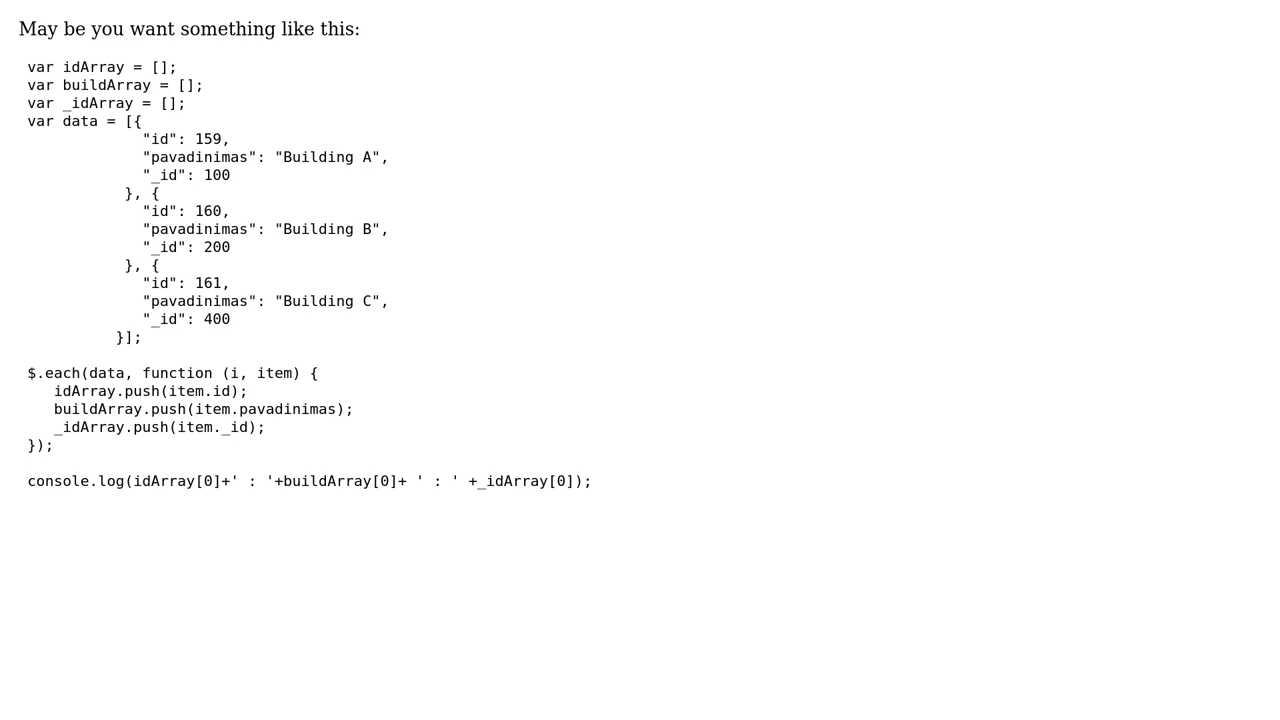 May be you want something like this:
var idArray = [];
var buildArray = [];
var _idArray = [];
var data = [{
             "id": 159,
             "pavadinimas": "Building A",
             "_id": 100
           }, {
             "id": 160,
             "pavadinimas": "Building B",
             "_id": 200
           }, {
             "id": 161,
             "pavadinimas": "Building C",
             "_id": 400
          }];

$.each(data, function (i, item) {
   idArray.push(item.id);
   buildArray.push(item.pavadinimas);
   _idArray.push(item._id);
});

console.log(idArray[0]+' : '+buildArray[0]+ ' : ' +_idArray[0]);